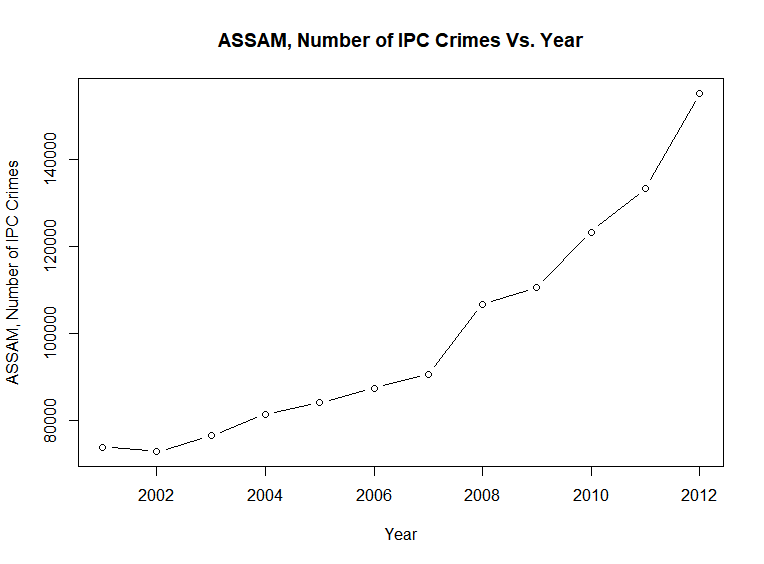 ASSAM, Number of IPC Crimes Vs. Year
ASSAM, Number of IPC Crimes
140000
120000
100000
80000
2002 2004 2006 2008 2010 2012
Year